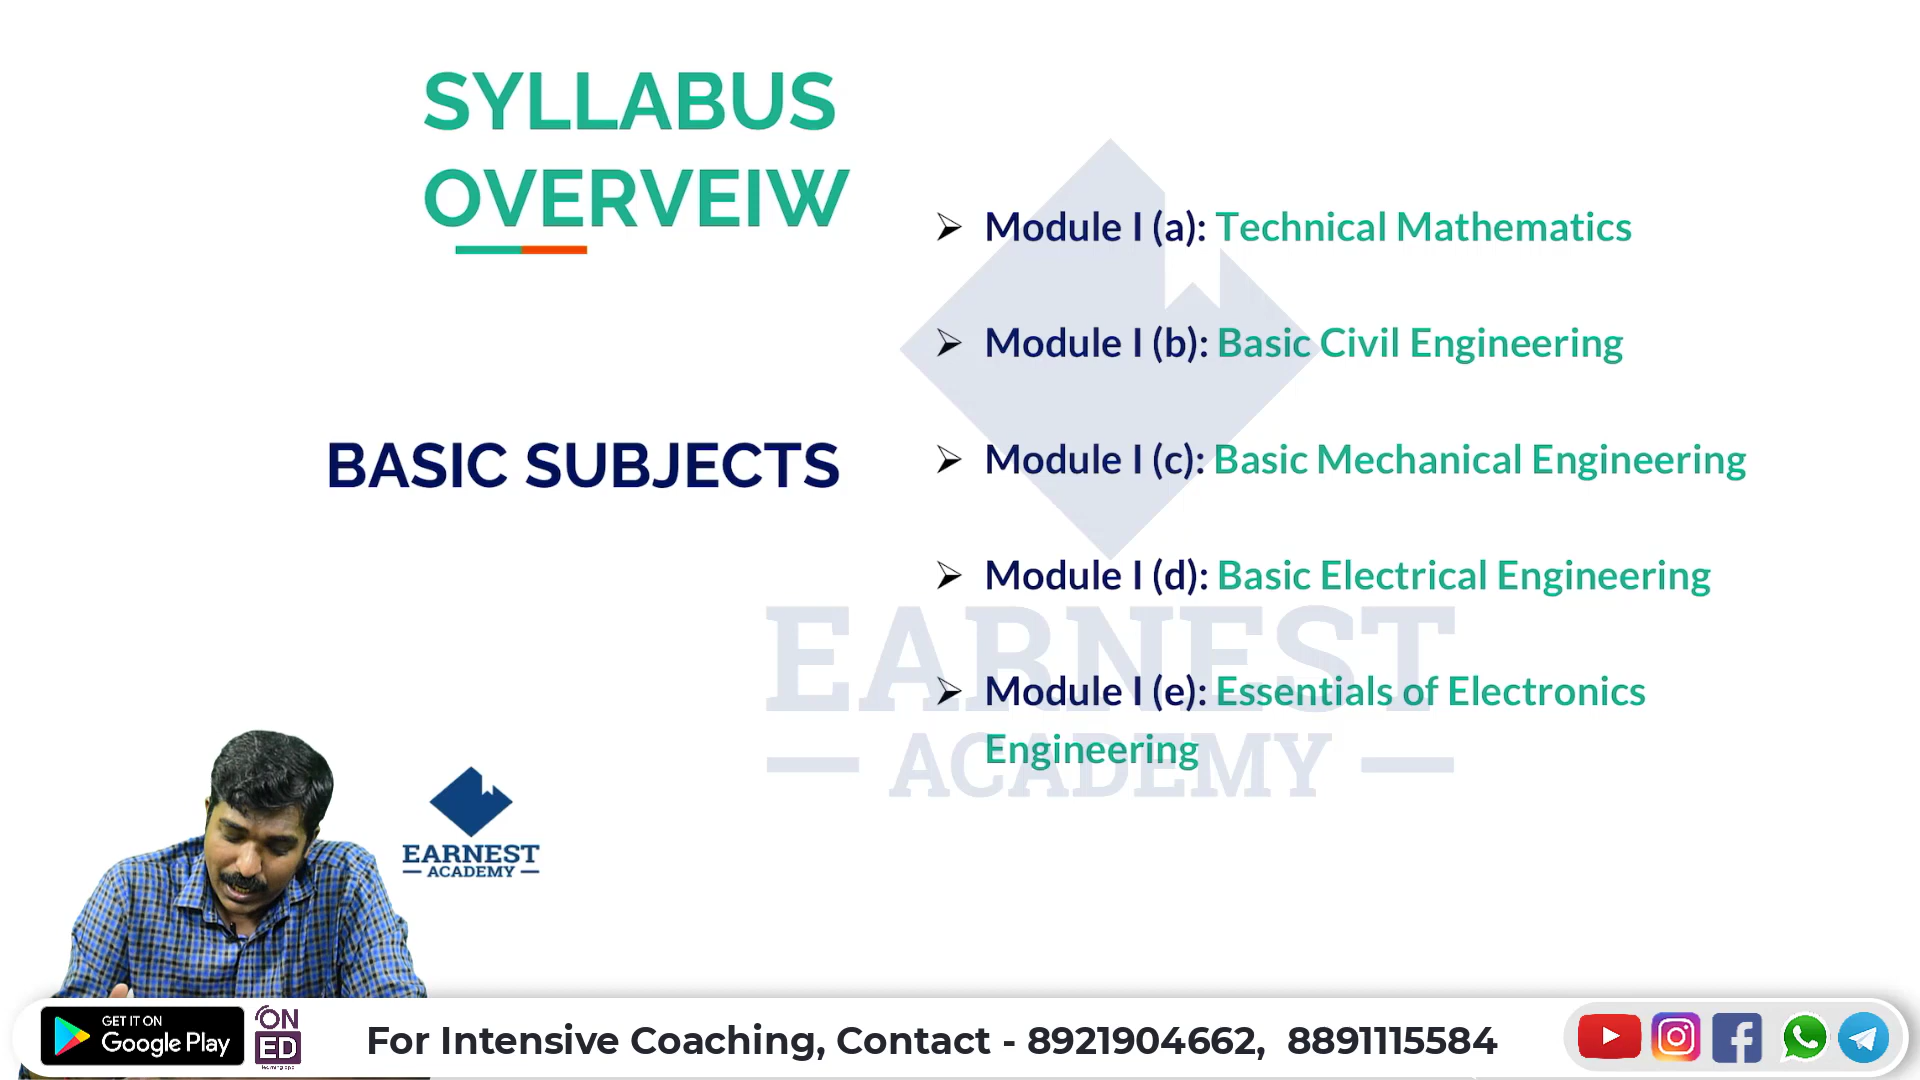 SYLLABUS
OVERVEIW
BASIC SUBJECTS
➢ Module I (a): Technical Mathematics
➢ Module I (b): Basic Civil Engineering
➢ Module I (c): Basic Mechanical Engineering
➢ Module I (d): Basic Electrical Engineering
➢ Module I (e): Essentials of Electronics
Engineering
EARNEST
ACADEMY
EARNEST
ACADEMY
GET IT ON
Google Play
ON
ED
learning app
For Intensive Coaching, Contact - 8921904662, 8891115584